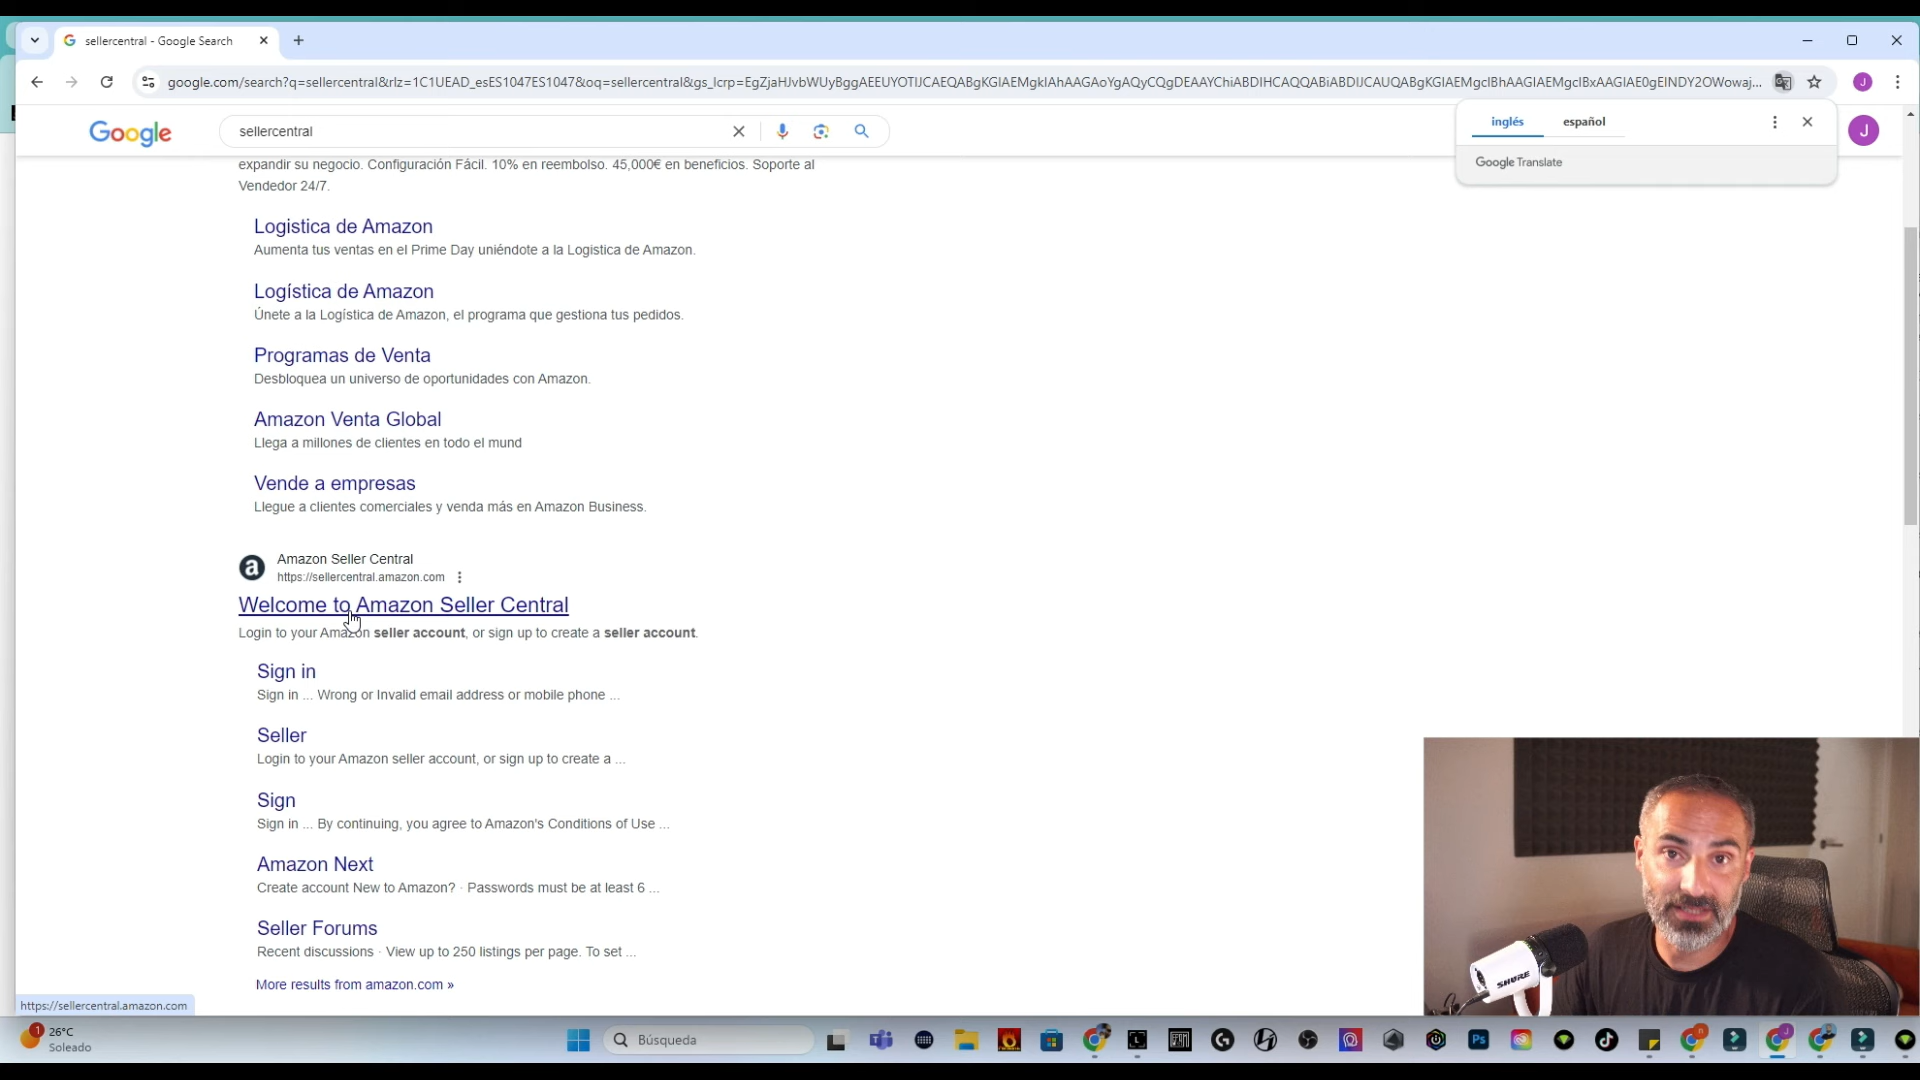 sellercentral - Google Search
google.com/search?q=sellercentral&rlz=1C1UEAD_esES1047ES1047&oq=sellercentral&gs_lcrp=EgZjaHJvbWUyBggAEEUYOTIJCAEQABgKGIAEMgkIAhAAGAoYgAQyCQgDEAAYChiABDIHCAQQABiABDIJCAUQABgKGIAEMgcIBhAAGIAEMgcIBxAAGIAE0gEINDY2OWowaj...
Google
sellercentral
inglés español
J
J
Google Translate
expandir su negocio. Configuración Fácil. 10% en reembolso. 45,000€ en beneficios. Soporte al
Vendedor 24/7.
Logistica de Amazon
Aumenta tus ventas en el Prime Day uniéndote a la Logistica de Amazon.
Logística de Amazon
Únete a la Logística de Amazon, el programa que gestiona tus pedidos.
Programas de Venta
Desbloquea un universo de oportunidades con Amazon.
Amazon Venta Global
Llega a millones de clientes en todo el mund
Vende a empresas
Llegue a clientes comerciales y venda más en Amazon Business.
Amazon Seller Central
https://sellercentral.amazon.com
Welcome to Amazon Seller Central
Login to your Amazon seller account, or sign up to create a seller account.
Sign in
Sign in ... Wrong or Invalid email address or mobile phone ...
Seller
Login to your Amazon seller account, or sign up to create a ...
Sign
Sign in ... By continuing, you agree to Amazon's Conditions of Use ...
Amazon Next
Create account New to Amazon? · Passwords must be at least 6 ...
Seller Forums
Recent discussions · View up to 250 listings per page. To set ...
More results from amazon.com »
https://sellercentral.amazon.com
SHURE
1
26°C
Soleado
Búsqueda
Ps